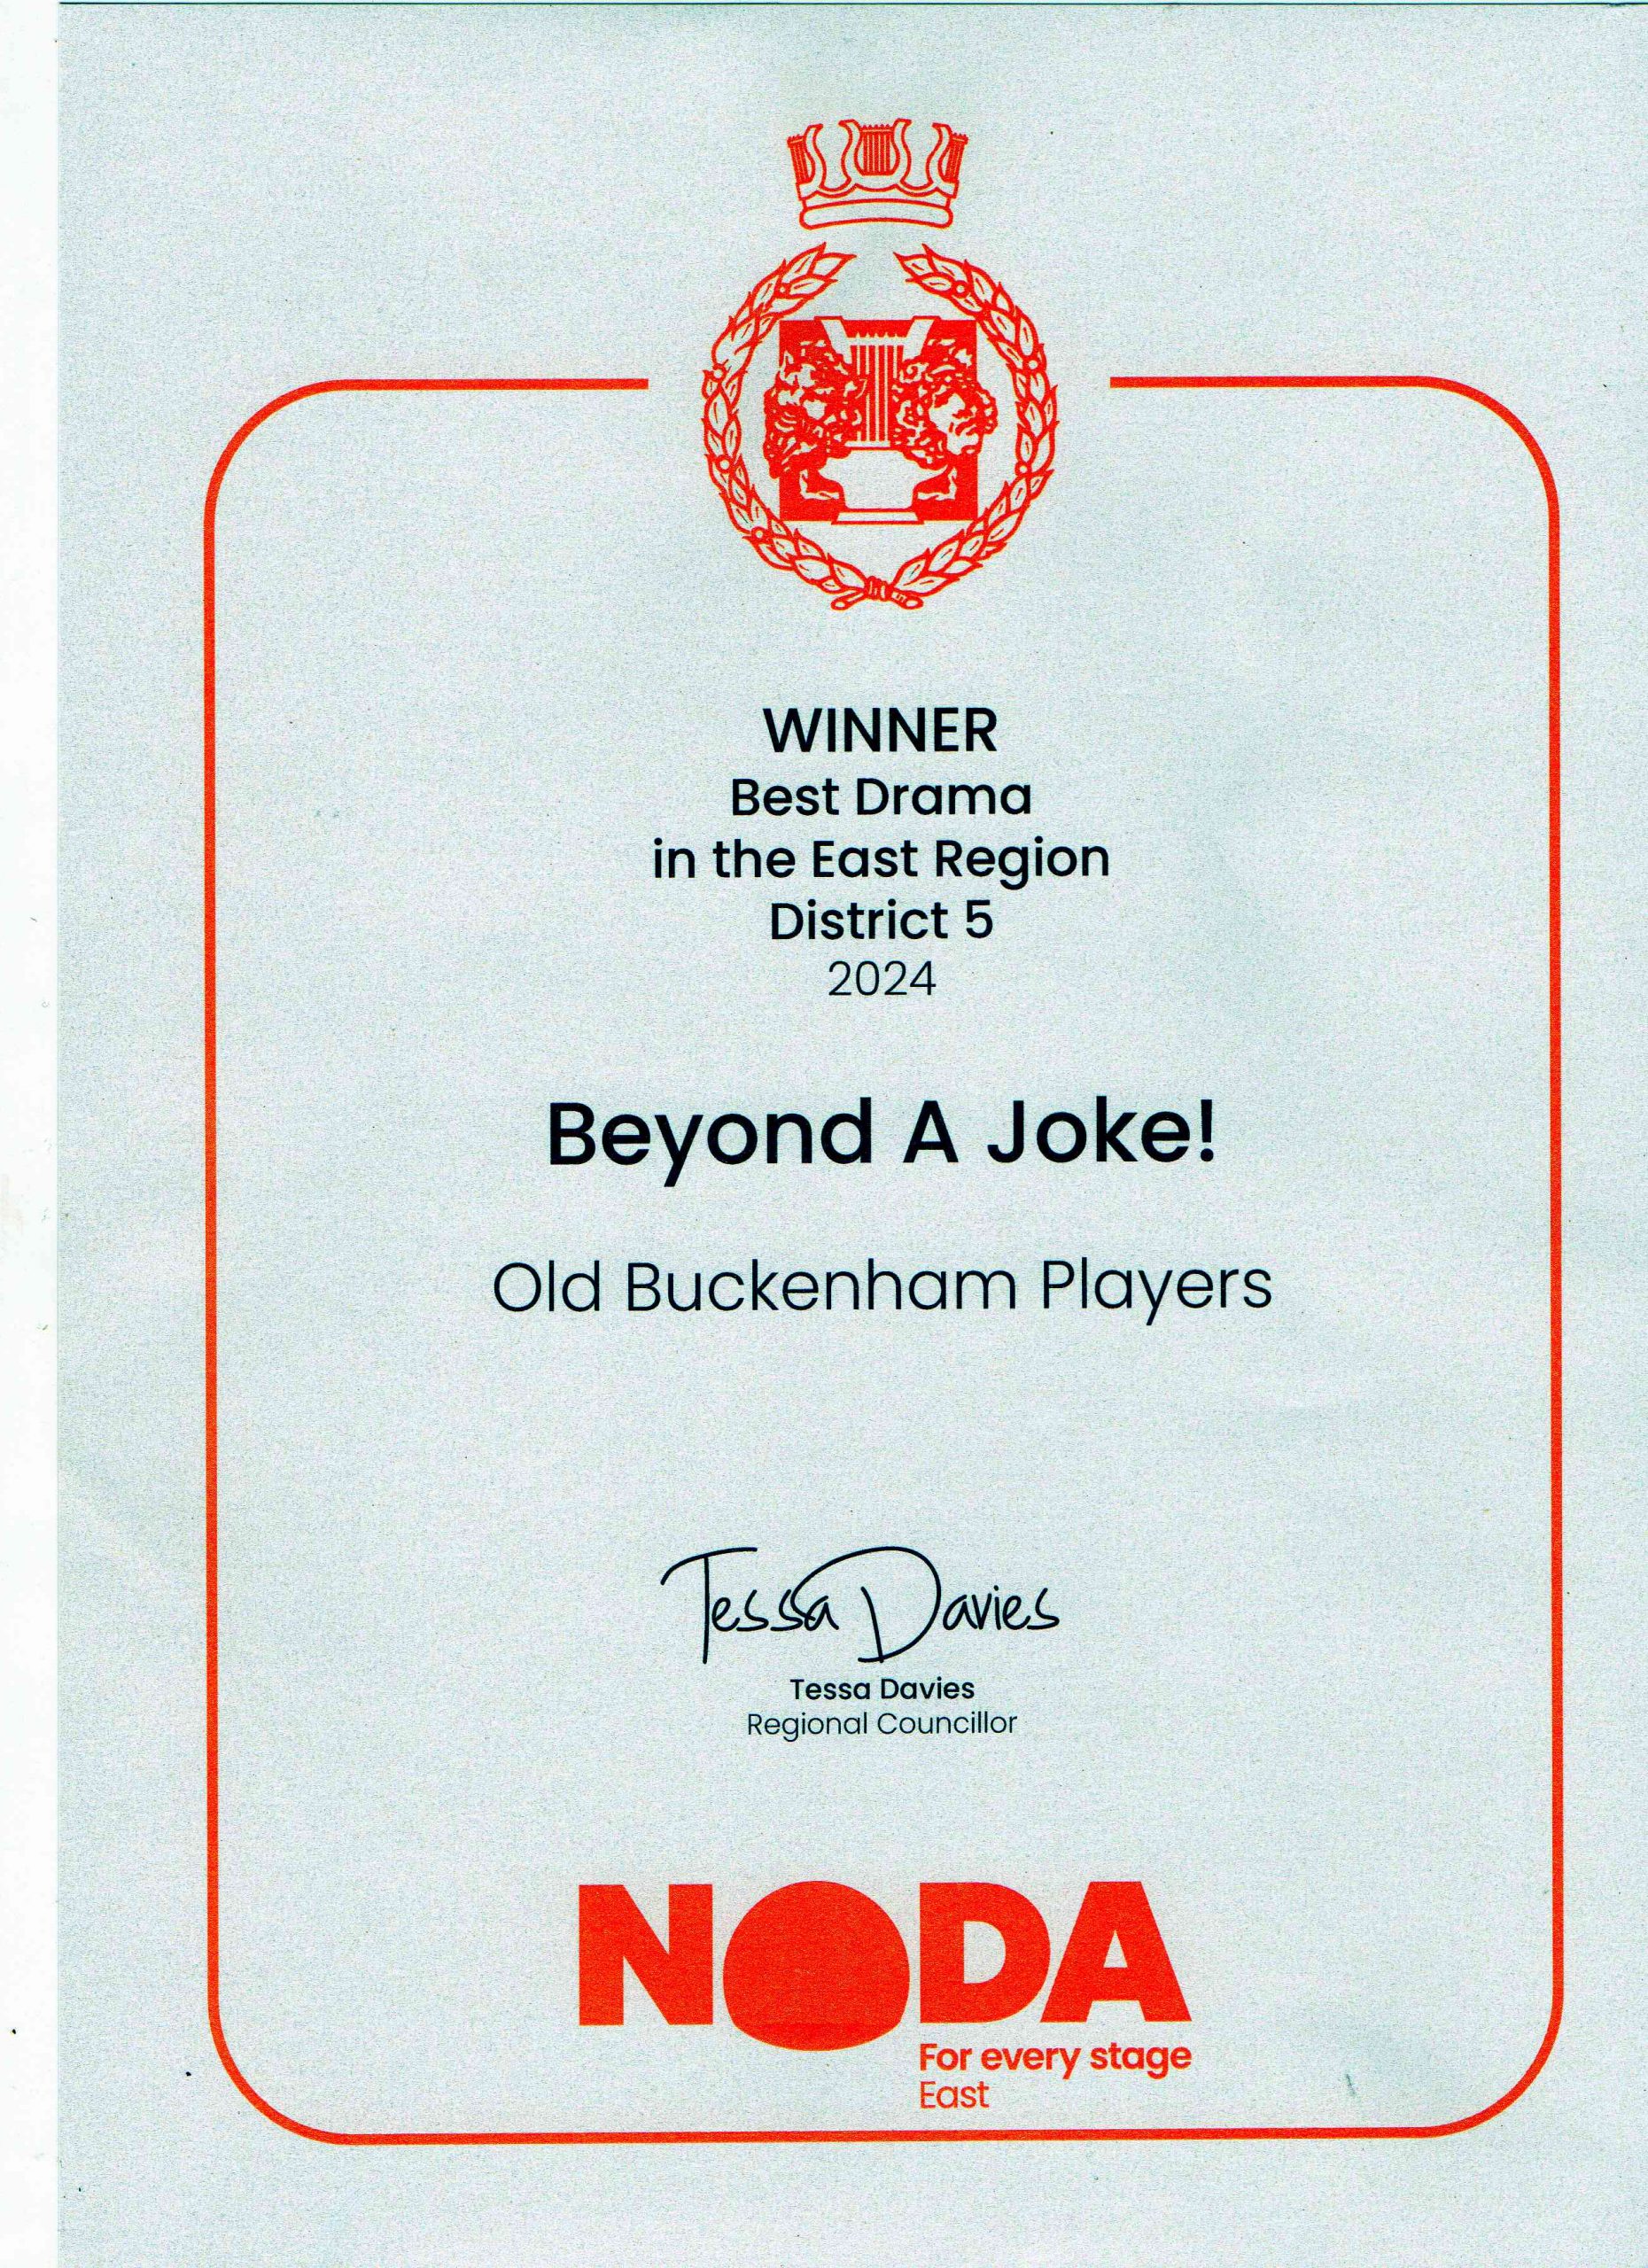 WINNER
Best Drama
in the East Region
District 5
2024
Beyond A Joke!
Old Buckenham Players
Tessa Davies
Tessa Davies
Regional Councillor
NODA
For every stage
East